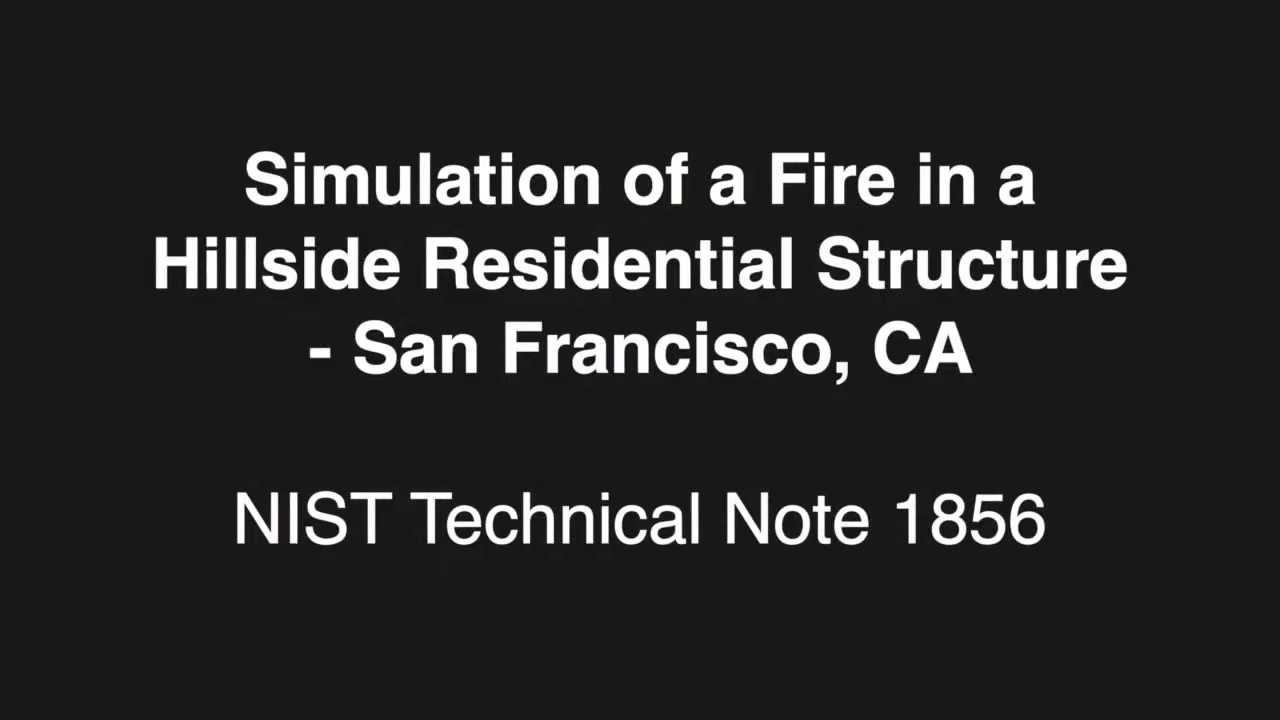 Simulation of a Fire in a
Hillside Residential Structure
- San Francisco, CA
NIST Technical Note 1856